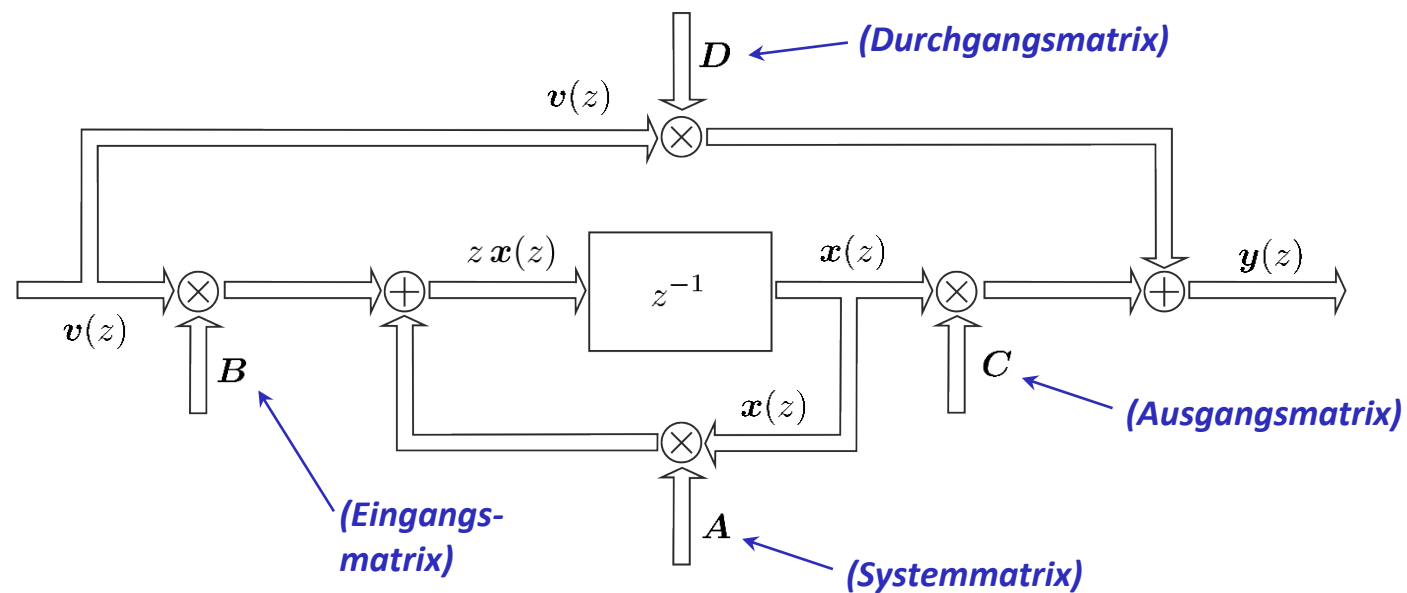 D
(Durchgangsmatrix)
v(z)
z x(z)
x(z)
y(z)
z⁻¹
v(z)
B
C
x(z)
(Ausgangsmatrix)
(Eingangs-
matrix)
A
(Systemmatrix)